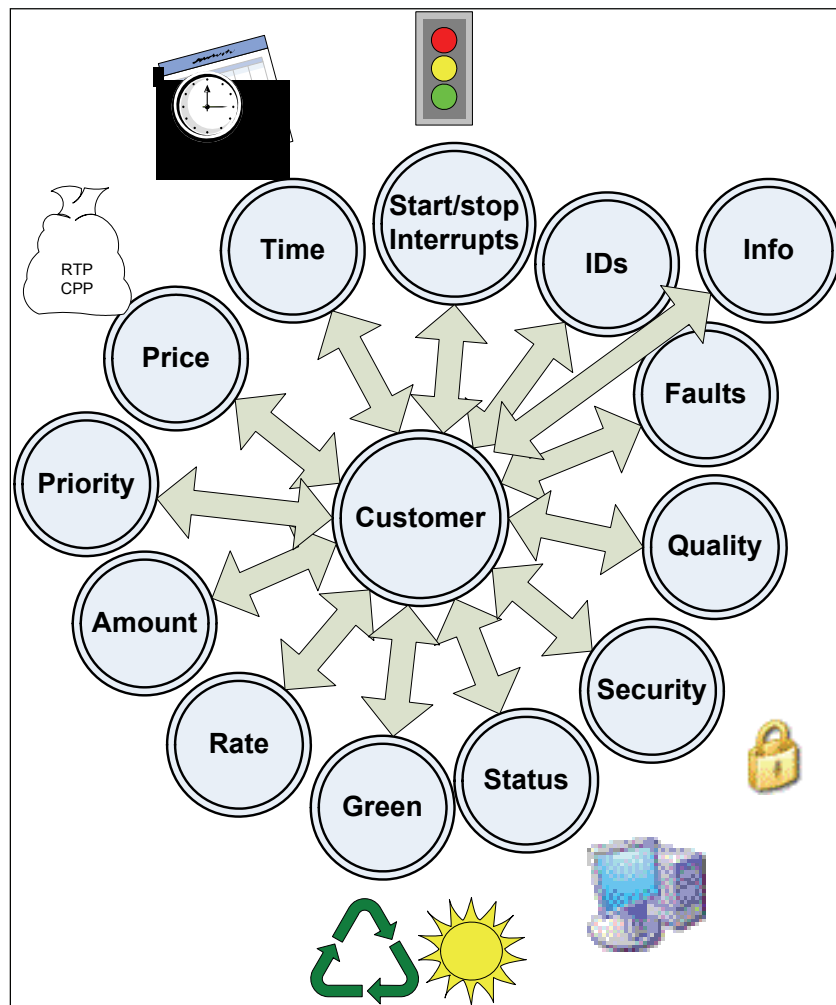 Start/stop
Interrupts
Time
IDs
Info
RTP
CPP
Price
Faults
Priority
Customer
Quality
Amount
Security
Rate
Status
Green